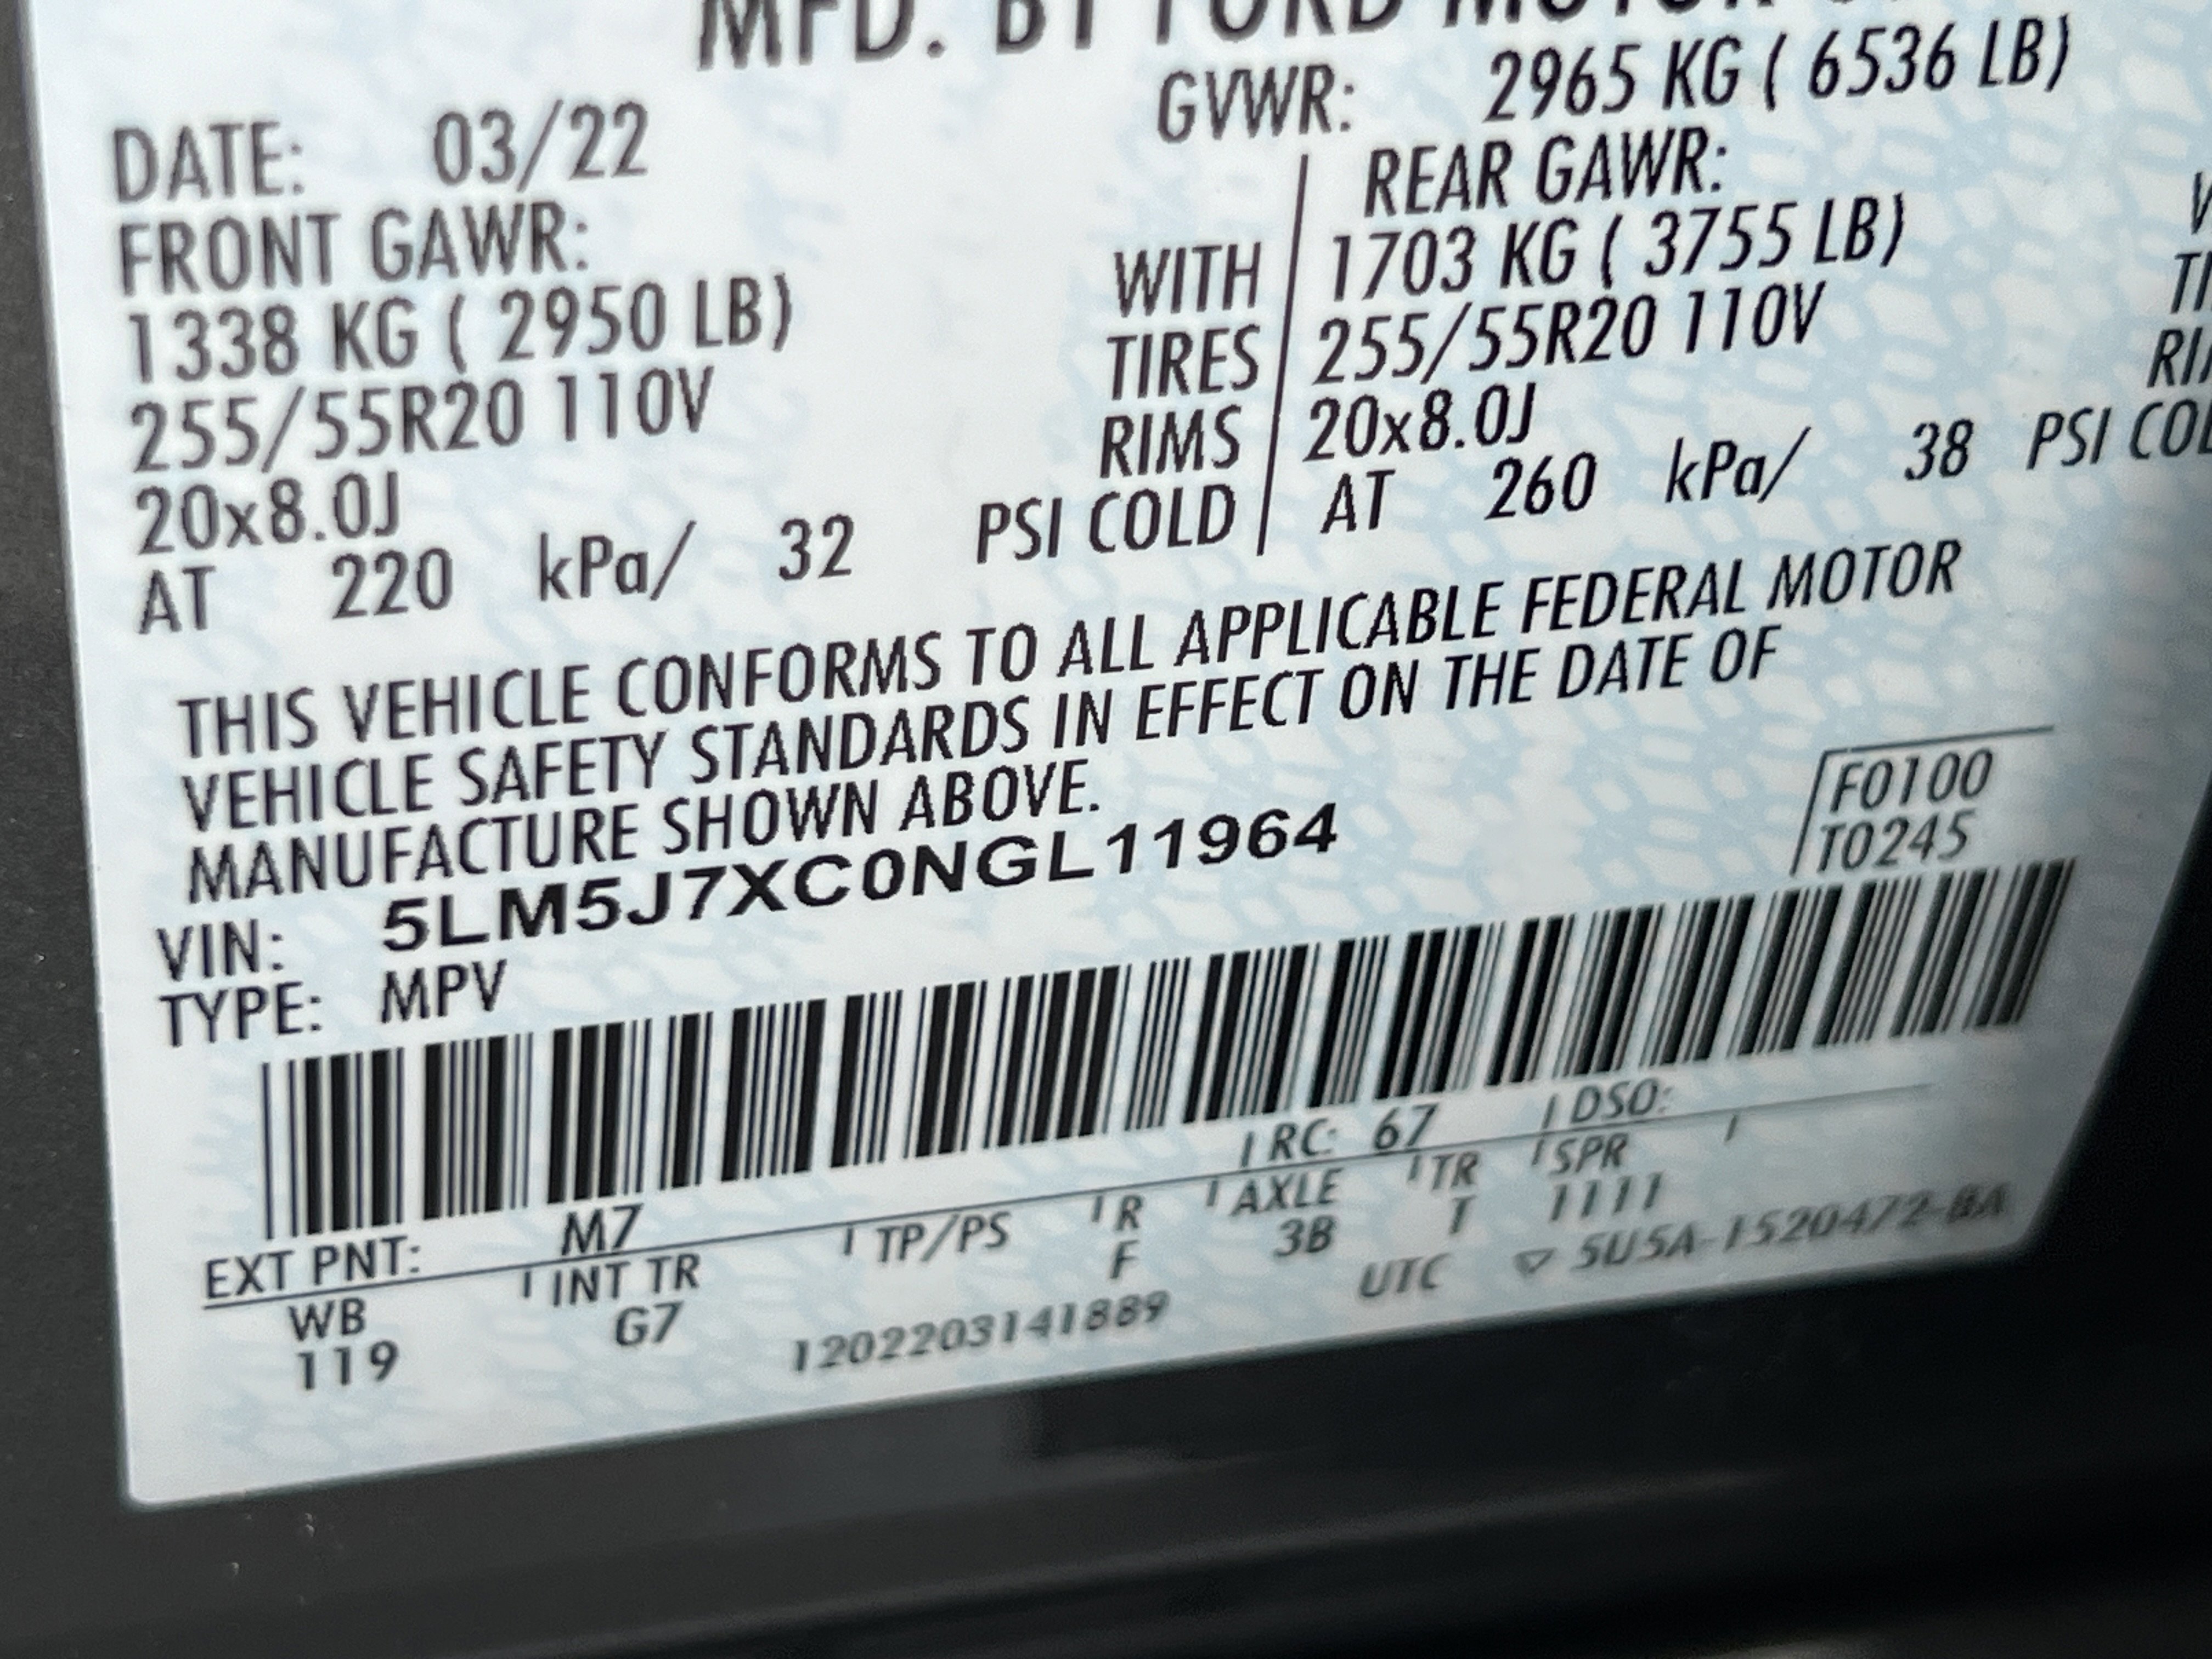 MFD. BY FORD MOTOR
DATE: 03/22 GVWR: 2965 KG ( 6536 LB)
FRONT GAWR: REAR GAWR:
1338 KG ( 2950 LB) WITH 1703 KG ( 3755 LB)
255/55R20 110V TIRES 255/55R20 110V
20x8.0J RIMS 20x8.0J
AT 220 kPa/ 32 PSI COLD AT 260 kPa/ 38 PSI COL
THIS VEHICLE CONFORMS TO ALL APPLICABLE FEDERAL MOTOR
VEHICLE SAFETY STANDARDS IN EFFECT ON THE DATE OF
MANUFACTURE SHOWN ABOVE.
VIN: 5LM5J7XC0NGL11964
F0100
T0245
TYPE: MPV
EXT PNT: M7 RC: 67 DSO:
WB INT TR TP/PS R AXLE TR SPR
119 G7 F 3B T 1111
1202203141889 UTC ▽ 5U5A-1520472-BA